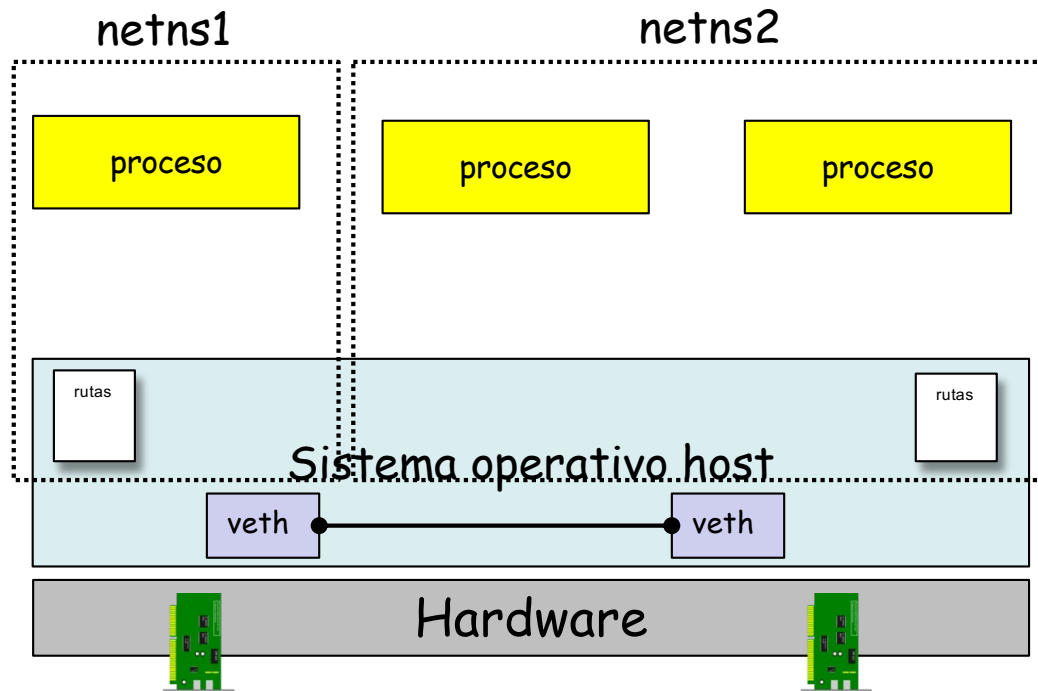 netns1
netns2
proceso
proceso
proceso
rutas
rutas
Sistema operativo host
veth
veth
Hardware